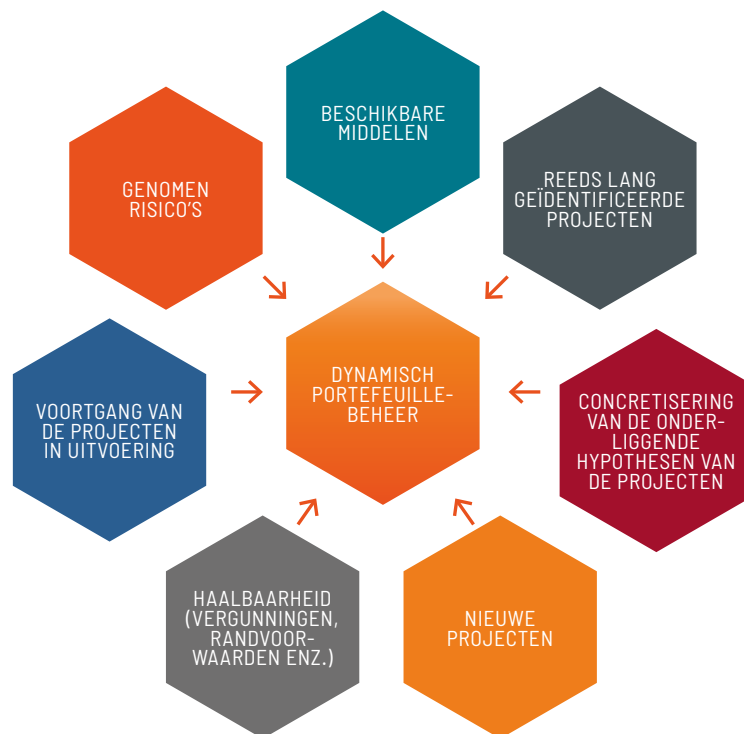 BESCHIKBARE
MIDDELEN
GENOMEN
RISICO'S
REEDS LANG
GEÏDENTIFICEERDE
PROJECTEN
DYNAMISCH
PORTEFEUILLE-
BEHEER
VOORTGANG VAN
DE PROJECTEN
IN UITVOERING
CONCRETISERING
VAN DE ONDER-
LIGGENDE
HYPOTHESEN VAN
DE PROJECTEN
HAALBAARHEID
(VERGUNNINGEN,
RANDVOOR-
WAARDEN ENZ.)
NIEUWE
PROJECTEN